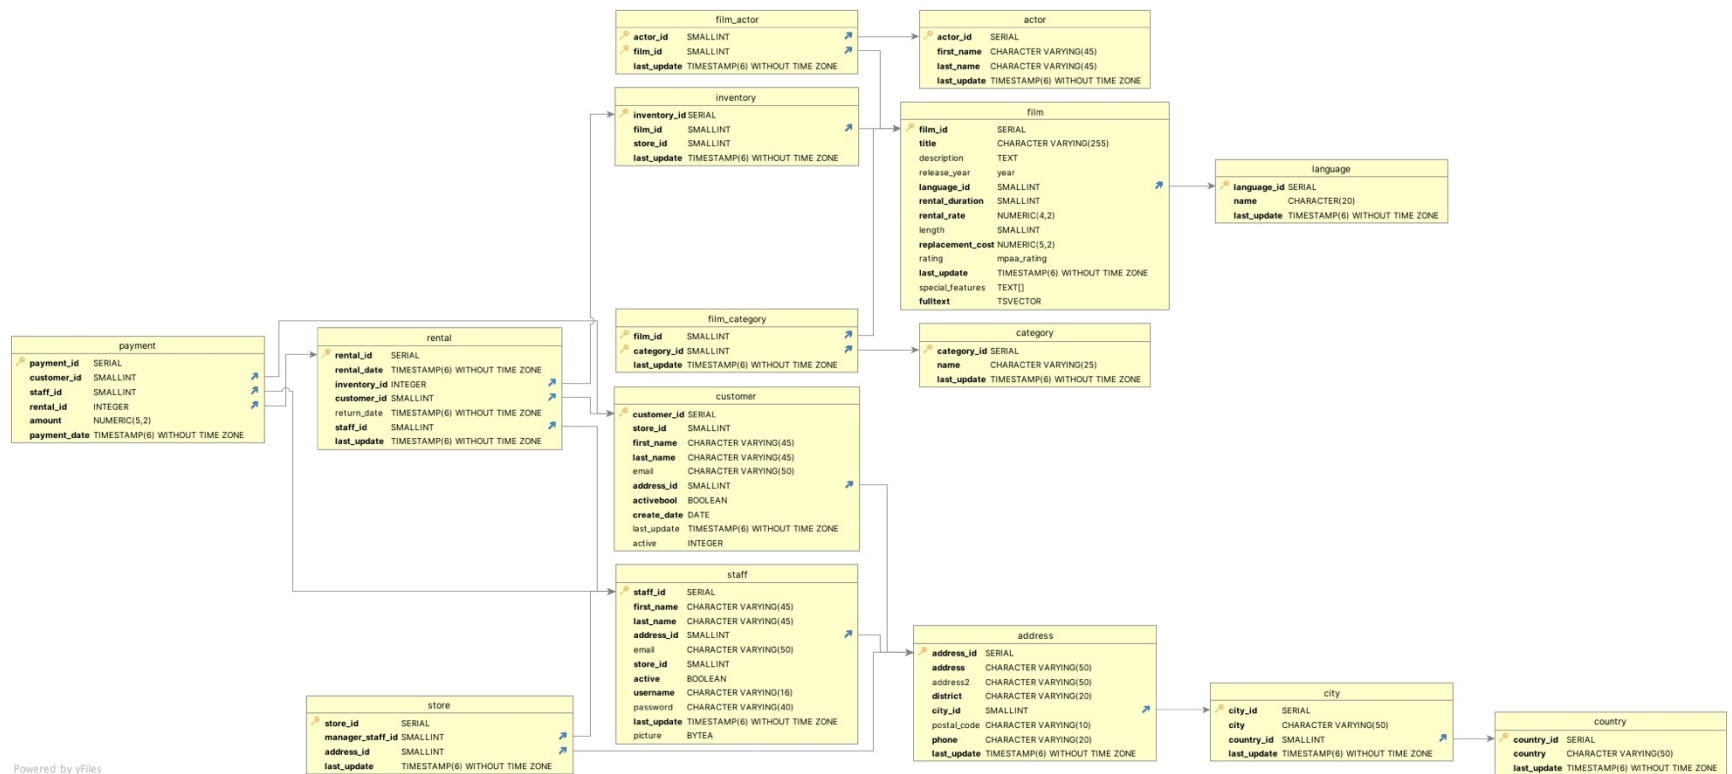 film_actor
actor_id SMALLINT
film_id SMALLINT
last_update TIMESTAMP(6) WITHOUT TIME ZONE
actor
actor_id SERIAL
first_name CHARACTER VARYING(45)
last_name CHARACTER VARYING(45)
last_update TIMESTAMP(6) WITHOUT TIME ZONE
inventory
inventory_id SERIAL
film_id SMALLINT
store_id SMALLINT
last_update TIMESTAMP(6) WITHOUT TIME ZONE
film
film_id SERIAL
title CHARACTER VARYING(255)
description TEXT
release_year year
language_id SMALLINT
rental_duration SMALLINT
rental_rate NUMERIC(4,2)
length SMALLINT
replacement_cost NUMERIC(5,2)
rating mpaa_rating
last_update TIMESTAMP(6) WITHOUT TIME ZONE
special_features TEXT[]
fulltext TSVECTOR
language
language_id SERIAL
name CHARACTER(20)
last_update TIMESTAMP(6) WITHOUT TIME ZONE
payment
payment_id SERIAL
customer_id SMALLINT
staff_id SMALLINT
rental_id INTEGER
amount NUMERIC(5,2)
payment_date TIMESTAMP(6) WITHOUT TIME ZONE
rental
rental_id SERIAL
rental_date TIMESTAMP(6) WITHOUT TIME ZONE
inventory_id INTEGER
customer_id SMALLINT
return_date TIMESTAMP(6) WITHOUT TIME ZONE
staff_id SMALLINT
last_update TIMESTAMP(6) WITHOUT TIME ZONE
film_category
film_id SMALLINT
category_id SMALLINT
last_update TIMESTAMP(6) WITHOUT TIME ZONE
category
category_id SERIAL
name CHARACTER VARYING(25)
last_update TIMESTAMP(6) WITHOUT TIME ZONE
customer
customer_id SERIAL
store_id SMALLINT
first_name CHARACTER VARYING(45)
last_name CHARACTER VARYING(45)
email CHARACTER VARYING(50)
address_id SMALLINT
activebool BOOLEAN
create_date DATE
last_update TIMESTAMP(6) WITHOUT TIME ZONE
active INTEGER
staff
staff_id SERIAL
first_name CHARACTER VARYING(45)
last_name CHARACTER VARYING(45)
address_id SMALLINT
email CHARACTER VARYING(50)
store_id SMALLINT
active BOOLEAN
username CHARACTER VARYING(16)
password CHARACTER VARYING(40)
last_update TIMESTAMP(6) WITHOUT TIME ZONE
picture BYTEA
store
store_id SERIAL
manager_staff_id SMALLINT
address_id SMALLINT
last_update TIMESTAMP(6) WITHOUT TIME ZONE
address
address_id SERIAL
address CHARACTER VARYING(50)
address2 CHARACTER VARYING(50)
district CHARACTER VARYING(20)
city_id SMALLINT
postal_code CHARACTER VARYING(10)
phone CHARACTER VARYING(20)
last_update TIMESTAMP(6) WITHOUT TIME ZONE
city
city_id SERIAL
city CHARACTER VARYING(50)
country_id SMALLINT
last_update TIMESTAMP(6) WITHOUT TIME ZONE
country
country_id SERIAL
country CHARACTER VARYING(50)
last_update TIMESTAMP(6) WITHOUT TIME ZONE
Powered by yFiles